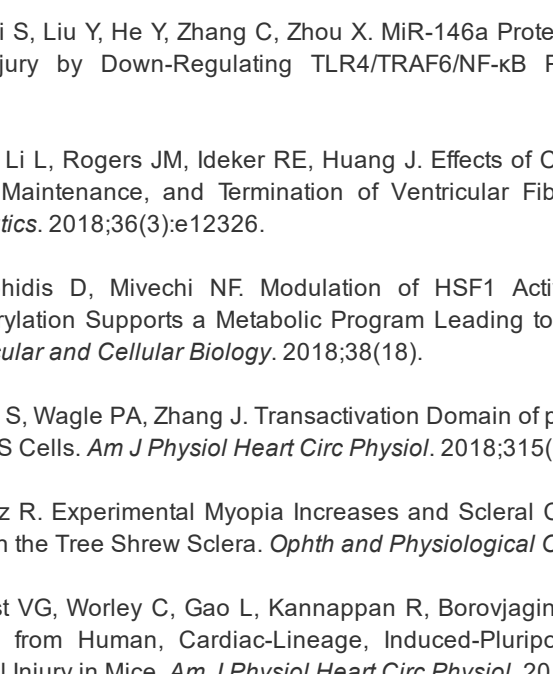 i S, Liu Y, He Y, Zhang C, Zhou X. MiR-146a Prote
jury by Down-Regulating TLR4/TRAF6/NF-κB P
Li L, Rogers JM, Ideker RE, Huang J. Effects of C
Maintenance, and Termination of Ventricular Fib
tics. 2018;36(3):e12326.
hidis D, Mivechi NF. Modulation of HSF1 Acti
rylation Supports a Metabolic Program Leading to
ular and Cellular Biology. 2018;38(18).
S, Wagle PA, Zhang J. Transactivation Domain of p
S Cells. Am J Physiol Heart Circ Physiol. 2018;315(
z R. Experimental Myopia Increases and Scleral C
n the Tree Shrew Sclera. Ophth and Physiological O
st VG, Worley C, Gao L, Kannappan R, Borovjagin
from Human, Cardiac-Lineage, Induced-Pluripo
l Injury in Mice. Am J Physiol Heart Circ Physiol. 20